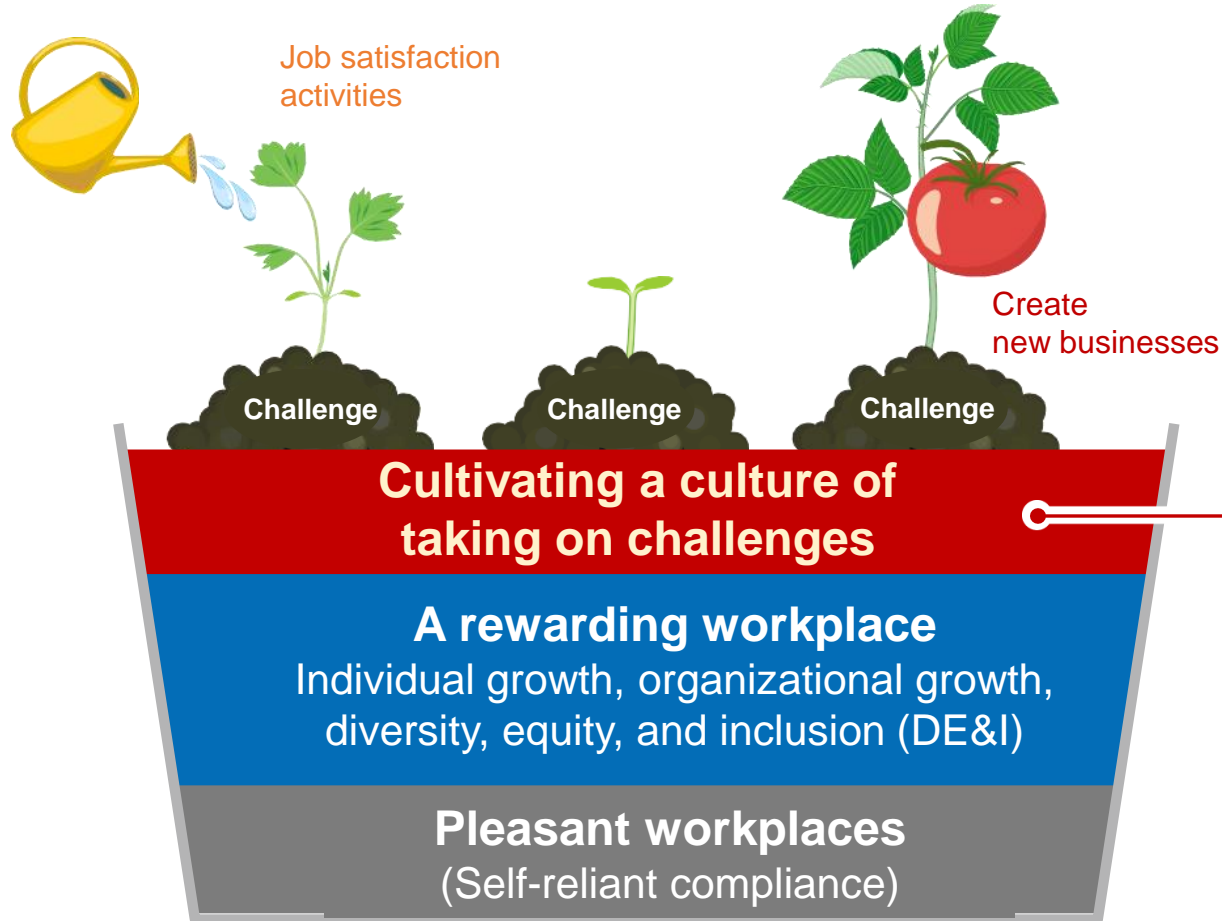 Job satisfaction
activities
Create
new businesses
Challenge
Challenge
Challenge
Cultivating a culture of
taking on challenges
A rewarding workplace
Individual growth, organizational growth,
diversity, equity, and inclusion (DE&I)
Pleasant workplaces
(Self-reliant compliance)